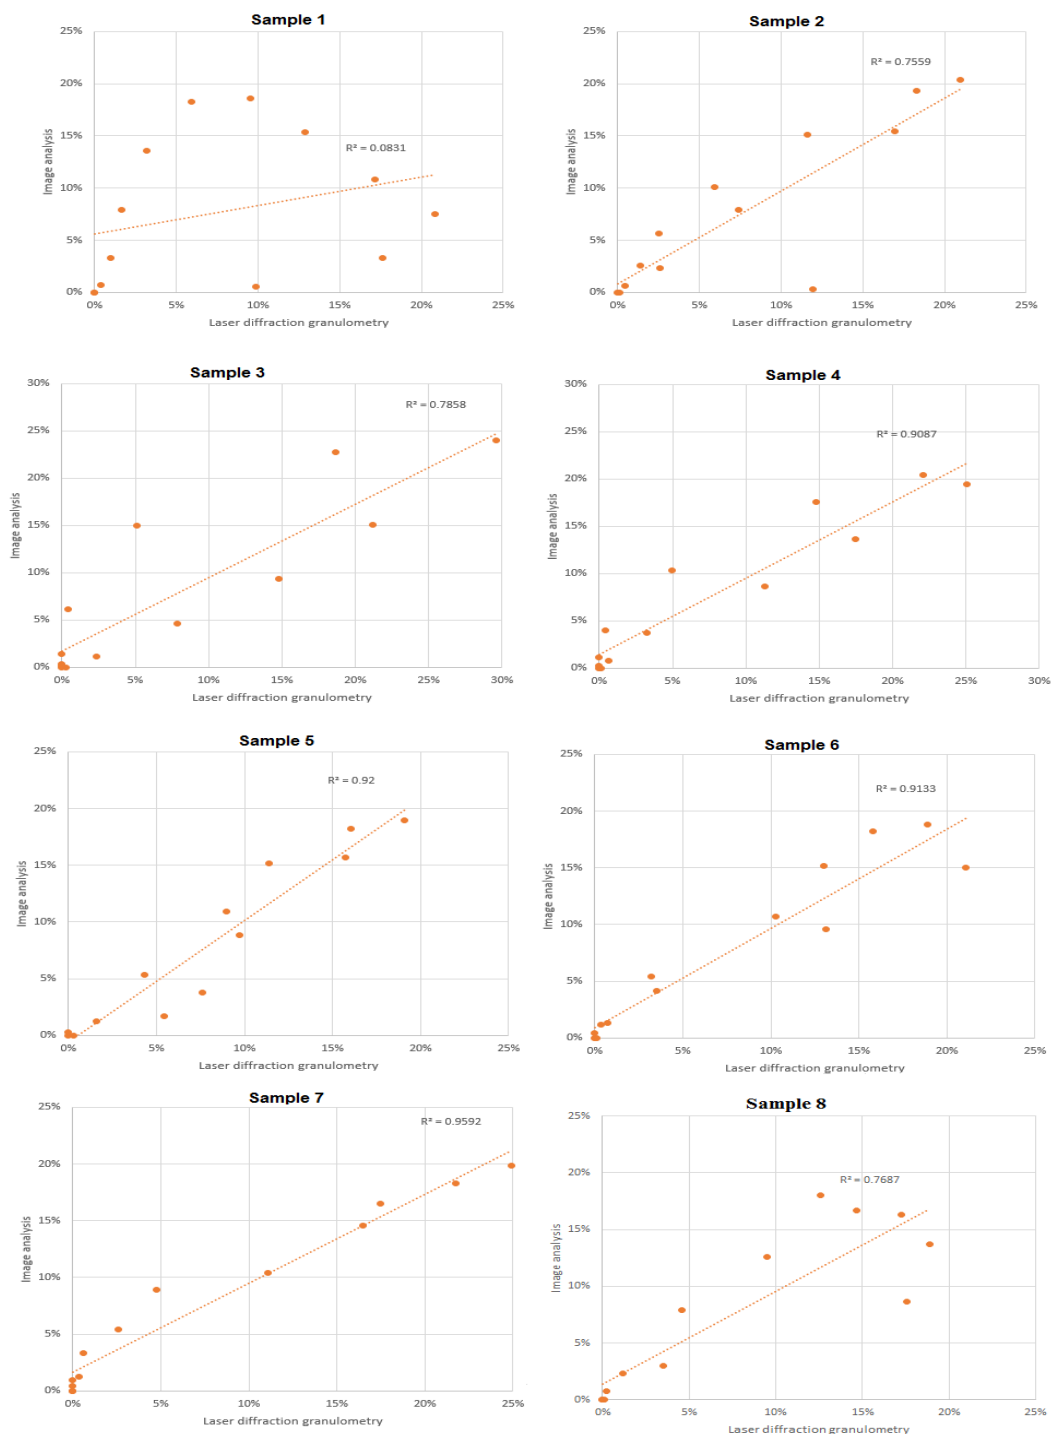 Sample 1
25%
20%
15%
10%
5%
0%
Image analysis
R² = 0.0831
0% 5% 10% 15% 20% 25%
Laser diffraction granulometry
Sample 2
25%
20%
15%
10%
5%
0%
Image analysis
R² = 0.7559
0% 5% 10% 15% 20% 25%
Laser diffraction granulometry
Sample 3
30%
25%
20%
15%
10%
5%
0%
Image analysis
R² = 0.7858
0% 5% 10% 15% 20% 25% 30%
Laser diffraction granulometry
Sample 4
30%
25%
20%
15%
10%
5%
0%
Image analysis
R² = 0.9087
0% 5% 10% 15% 20% 25% 30%
Laser diffraction granulometry
Sample 5
25%
20%
15%
10%
5%
0%
Image analysis
R² = 0.92
0% 5% 10% 15% 20% 25%
Laser diffraction granulometry
Sample 6
25%
20%
15%
10%
5%
0%
Image analysis
R² = 0.9133
0% 5% 10% 15% 20% 25%
Laser diffraction granulometry
Sample 7
25%
20%
15%
10%
5%
0%
Image analysis
R² = 0.9592
0% 5% 10% 15% 20% 25%
Laser diffraction granulometry
Sample 8
25%
20%
15%
10%
5%
0%
Image analysis
R² = 0.7687
0% 5% 10% 15% 20% 25%
Laser diffraction granulometry